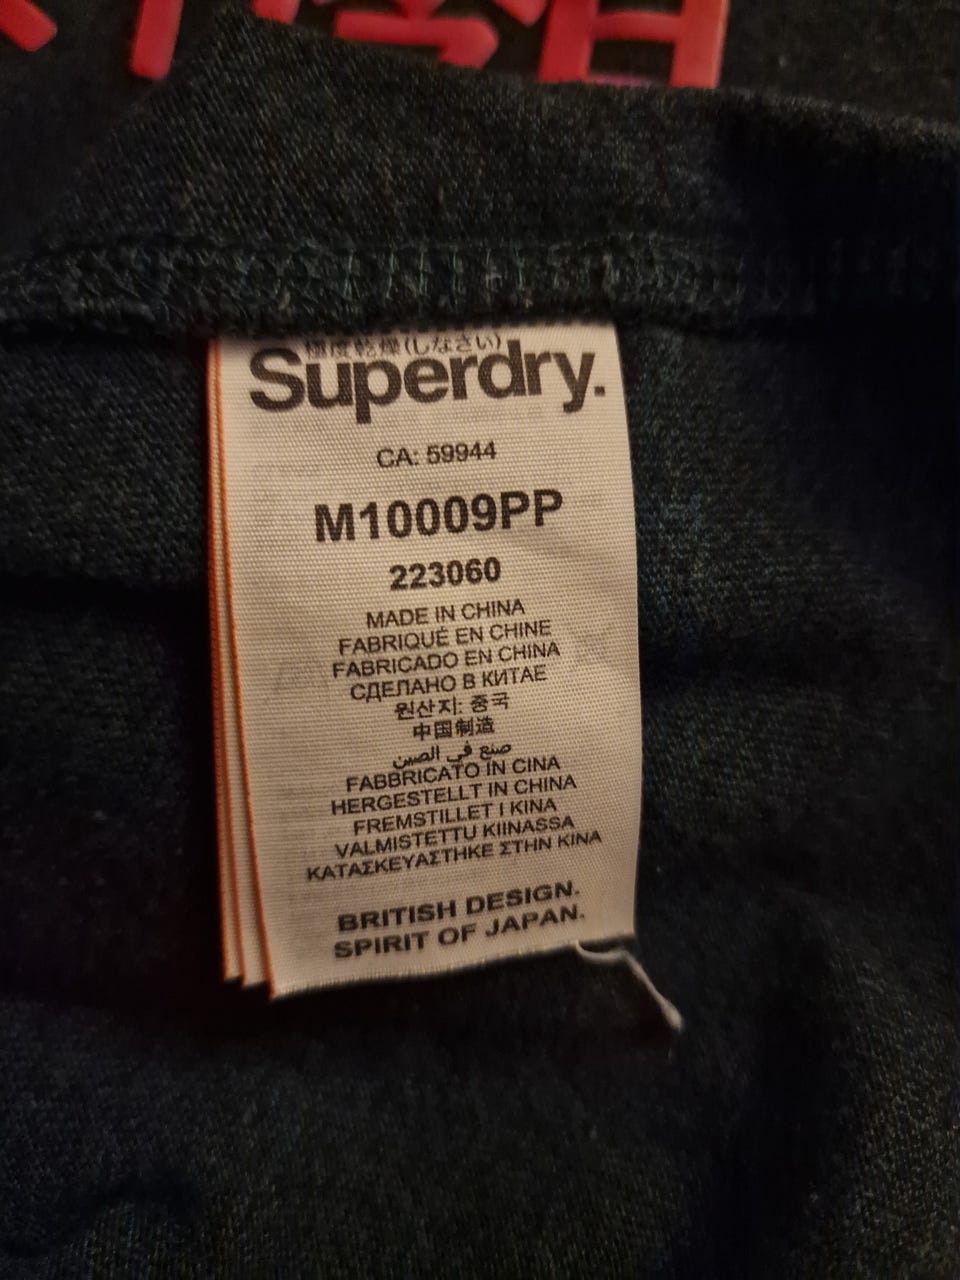 極度乾燥(しなさい)
Superdry.
CA: 59944
M10009PP
223060
MADE IN CHINA
FABRIQUÉ EN CHINE
FABRICADO EN CHINA
СДЕЛАНО В КИТАЕ
원산지: 중국
中国制造
صنع في الصين
FABBRICATO IN CINA
HERGESTELLT IN CHINA
FREMSTILLET I KINA
VALMISTETTU KIINASSA
ΚΑΤΑΣΚΕΥΑΣΤΗΚΕ ΣΤΗΝ ΚΙΝΑ
BRITISH DESIGN.
SPIRIT OF JAPAN.